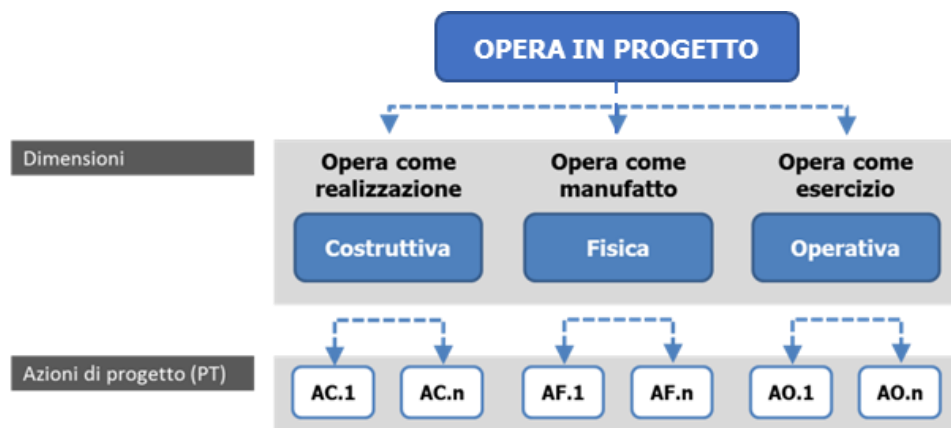 OPERA IN PROGETTO
Dimensioni
Opera come
realizzazione
Opera come
manufatto
Opera come
esercizio
Costruttiva
Fisica
Operativa
Azioni di progetto (PT)
AC.1
AC.n
AF.1
AF.n
AO.1
AO.n